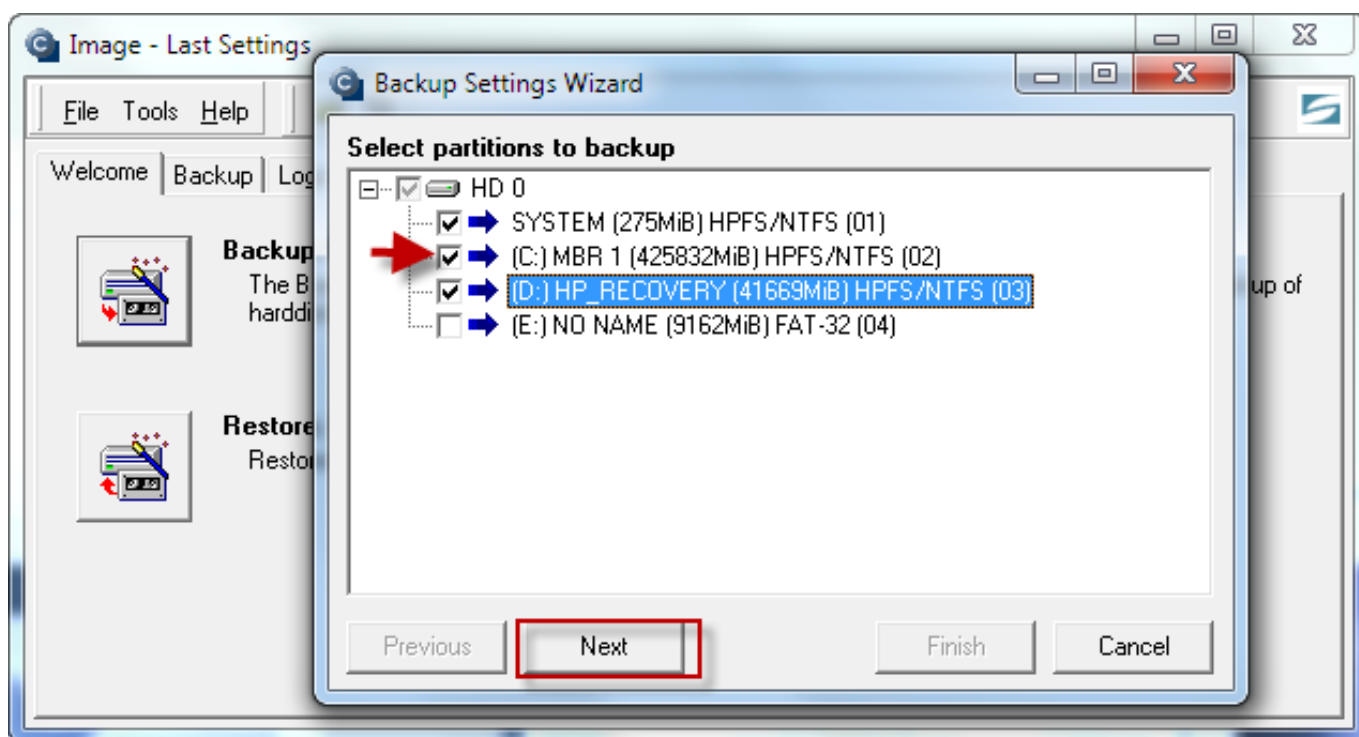 Image - Last Settings
Backup Settings Wizard
File Tools Help
Welcome Backup Log
Select partitions to backup
HD 0
SYSTEM (275MiB) HPFS/NTFS (01)
(C:) MBR 1 (425832MiB) HPFS/NTFS (02)
(D:) HP_RECOVERY (41669MiB) HPFS/NTFS (03)
(E:) NO NAME (9162MiB) FAT-32 (04)
Backup
The B
harddi
up of
Restore
Resto
Previous Next Finish Cancel